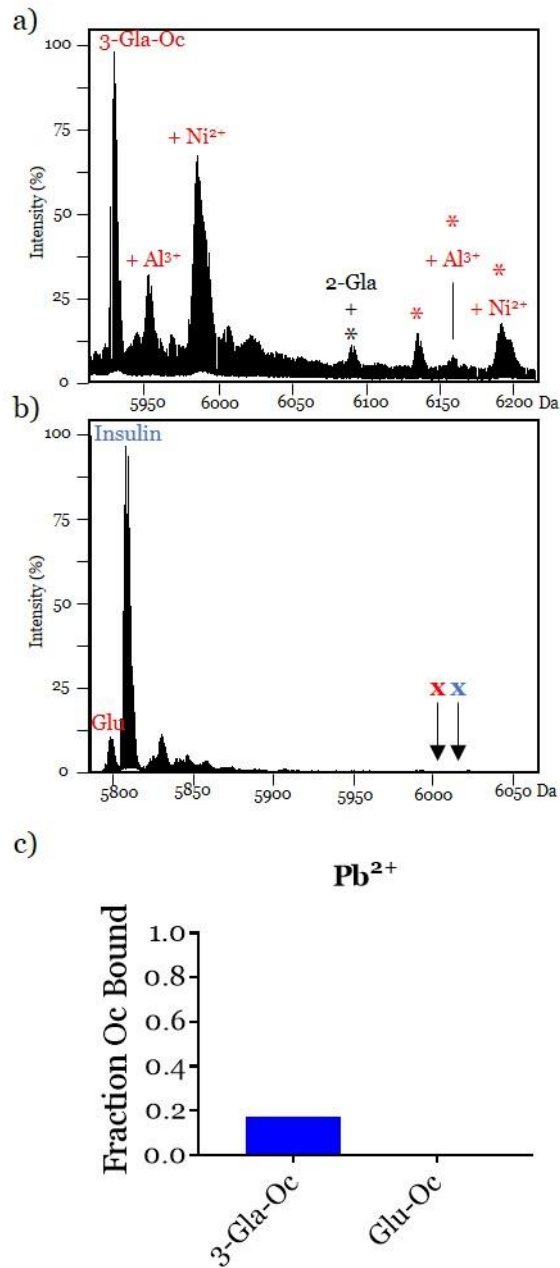 a)
3-Gla-Oc
100
75
50
25
0
Intensity (%)
+ Ni²⁺
+ Al³⁺
2-Gla
+
*
*
*
+ Al³⁺
*
+ Ni²⁺
5950 6000 6050 6100 6150 6200 Da
b)
Insulin
100
75
50
25
0
Intensity (%)
Glu
x x
5800 5850 5900 5950 6000 6050 Da
c)
Pb²⁺
Fraction Oc Bound
1.0
0.8
0.6
0.4
0.2
0.0
3-Gla-Oc
Glu-Oc